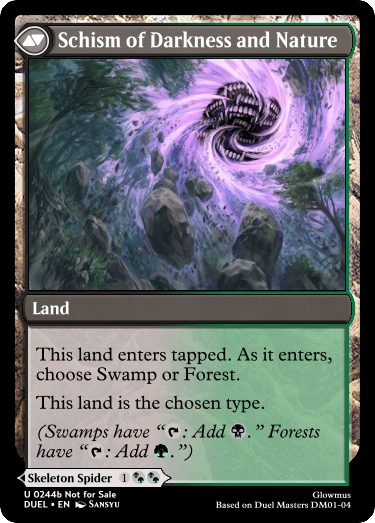 Schism of Darkness and Nature
Land
This land enters tapped. As it enters,
choose Swamp or Forest.
This land is the chosen type.
(Swamps have “: Add .” Forests
have “: Add .”)
Skeleton Spider 1
U 0244b Not for Sale
Glowmus
DUEL • EN Sansyu
Based on Duel Masters DM01-04